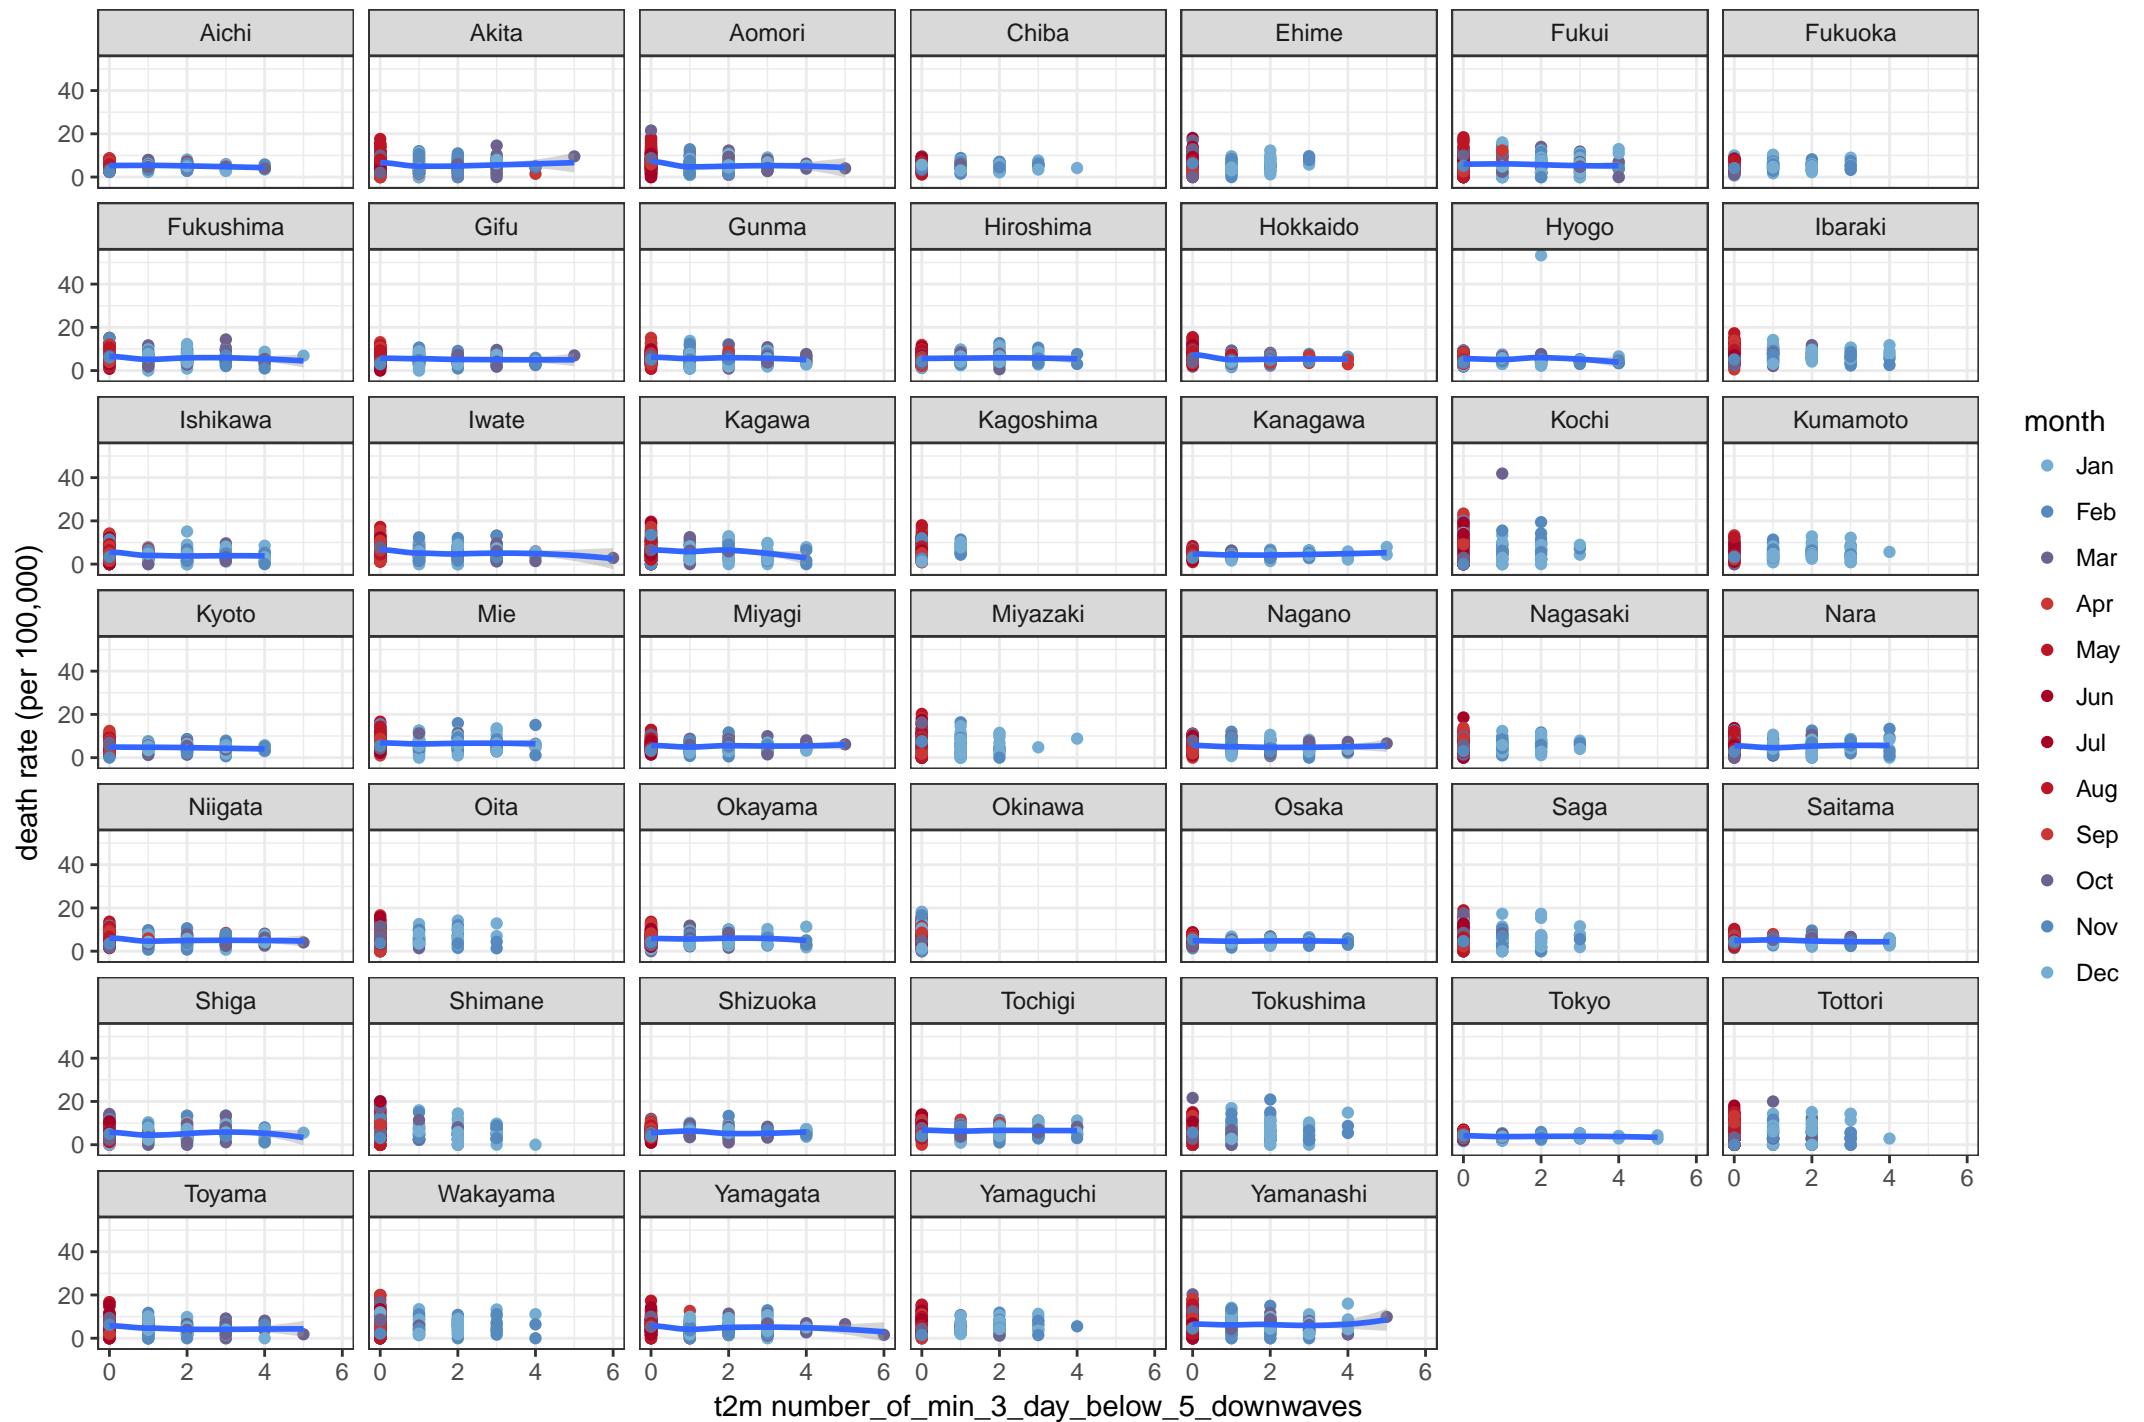 Aichi Akita Aomori Chiba Ehime Fukui Fukuoka
40
20
0
Fukushima Gifu Gunma Hiroshima Hokkaido Hyogo Ibaraki
40
20
0
Ishikawa Iwate Kagawa Kagoshima Kanagawa Kochi Kumamoto
40
20
0
Kyoto Mie Miyagi Miyazaki Nagano Nagasaki Nara
40
20
0
Niigata Oita Okayama Okinawa Osaka Saga Saitama
40
20
0
Shiga Shimane Shizuoka Tochigi Tokushima Tokyo Tottori
40
20
0
0 2 4 6 0 2 4 6
Toyama Wakayama Yamagata Yamaguchi Yamanashi
40
20
0
0 2 4 6 0 2 4 6 0 2 4 6 0 2 4 6 0 2 4 6
t2m number_of_min_3_day_below_5_downwaves
death rate (per 100,000)
month
Jan
Feb
Mar
Apr
May
Jun
Jul
Aug
Sep
Oct
Nov
Dec